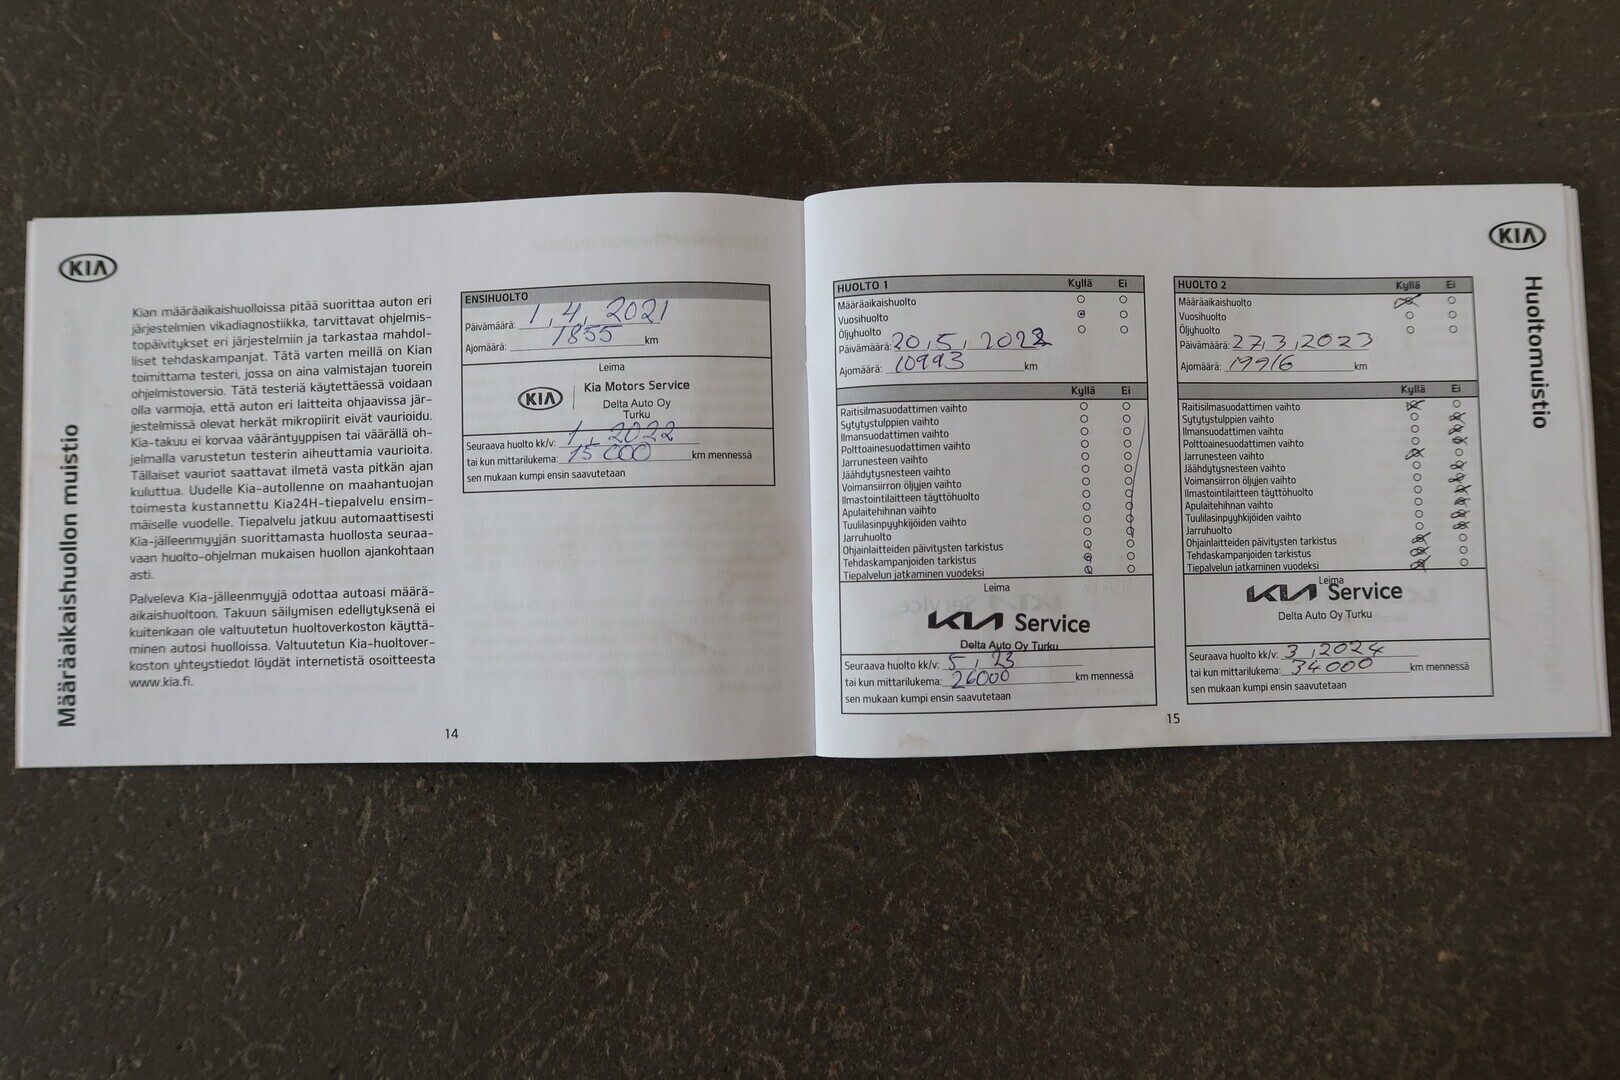 KIA
Määräaikaishuollon muistio
Kian määräaikaishuolloissa pitää suorittaa auton eri
järjestelmien vikadiagnostiikka, tarvittavat ohjelmis-
topäivitykset eri järjestelmiin ja tarkastaa mahdol-
liset tehdaskampanjat. Tätä varten meillä on Kian
toimittama testeri, jossa on aina valmistajan tuorein
ohjelmistoversio. Tätä testeriä käytettäessä voidaan
olla varmoja, että auton eri laitteita ohjaavissa jär-
jestelmissä olevat herkät mikropiirit eivät vaurioidu.
Kia-takuu ei korvaa vääräntyyppisen tai väärällä oh-
jelmalla varustetun testerin aiheuttamia vaurioita.
Tällaiset vauriot saattavat ilmetä vasta pitkän ajan
kuluttua. Uudelle Kia-autollenne on maahantuojan
toimesta kustannettu Kia24H-tiepalvelu ensim-
mäiselle vuodelle. Tiepalvelu jatkuu automaattisesti
Kia-jälleenmyyjän suorittamasta huollosta seuraa-
vaan huolto-ohjelman mukaisen huollon ajankohtaan
asti.
Palveleva Kia-jälleenmyyjä odottaa autoasi määrä-
aikaishuoltoon. Takuun säilymisen edellytyksenä ei
kuitenkaan ole valtuutetun huoltoverkoston käyttä-
minen autosi huolloissa. Valtuutetun Kia-huoltover-
koston yhteystiedot löydät internetistä osoitteesta
www.kia.fi.
ENSIHUOLTO
Päivämäärä: 1, 4, 2021
Ajomäärä: 7855 km
Leima
KIA Kia Motors Service
Delta Auto Oy
Turku
Seuraava huolto kk/v: 1, 2022
tai kun mittarilukema: 15 000 km mennessä
sen mukaan kumpi ensin saavutetaan
14
HUOLTO 1 Kyllä Ei
Määräaikaishuolto
Vuosihuolto
Öljyhuolto
Päivämäärä: 20, 5, 2022
Ajomäärä: 10993 km
Kyllä Ei
Raitisilmasuodattimen vaihto
Sytytystulppien vaihto
Ilmansuodattimen vaihto
Polttoainesuodattimen vaihto
Jarrunesteen vaihto
Jäähdytysnesteen vaihto
Voimansiirron öljyjen vaihto
Ilmastointilaitteen täyttöhuolto
Apulaitehihnan vaihto
Tuulilasinpyyhkijöiden vaihto
Jarruhuolto
Ohjainlaitteiden päivitysten tarkistus
Tehdaskampanjoiden tarkistus
Tiepalvelun jatkaminen vuodeksi
Leima
KIA Service
Delta Auto Oy Turku
Seuraava huolto kk/v: 5, 23
tai kun mittarilukema: 26000 km mennessä
sen mukaan kumpi ensin saavutetaan
15
HUOLTO 2 Kyllä Ei
Määräaikaishuolto
Vuosihuolto
Öljyhuolto
Päivämäärä: 27, 3, 2023
Ajomäärä: 19916 km
Kyllä Ei
Raitisilmasuodattimen vaihto
Sytytystulppien vaihto
Ilmansuodattimen vaihto
Polttoainesuodattimen vaihto
Jarrunesteen vaihto
Jäähdytysnesteen vaihto
Voimansiirron öljyjen vaihto
Ilmastointilaitteen täyttöhuolto
Apulaitehihnan vaihto
Tuulilasinpyyhkijöiden vaihto
Jarruhuolto
Ohjainlaitteiden päivitysten tarkistus
Tehdaskampanjoiden tarkistus
Tiepalvelun jatkaminen vuodeksi
Leima
KIA Service
Delta Auto Oy Turku
Seuraava huolto kk/v: 3, 2024
tai kun mittarilukema: 34000 km mennessä
sen mukaan kumpi ensin saavutetaan
KIA
Huoltomuistio